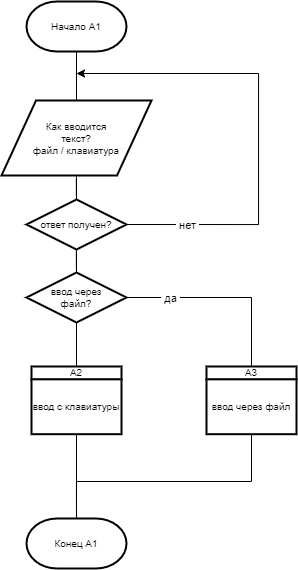 Начало А1
Как вводится
текст?
файл / клавиатура
ответ получен?
нет
ввод через
файл?
да
А2
ввод с клавиатуры
А3
ввод через файл
Конец А1